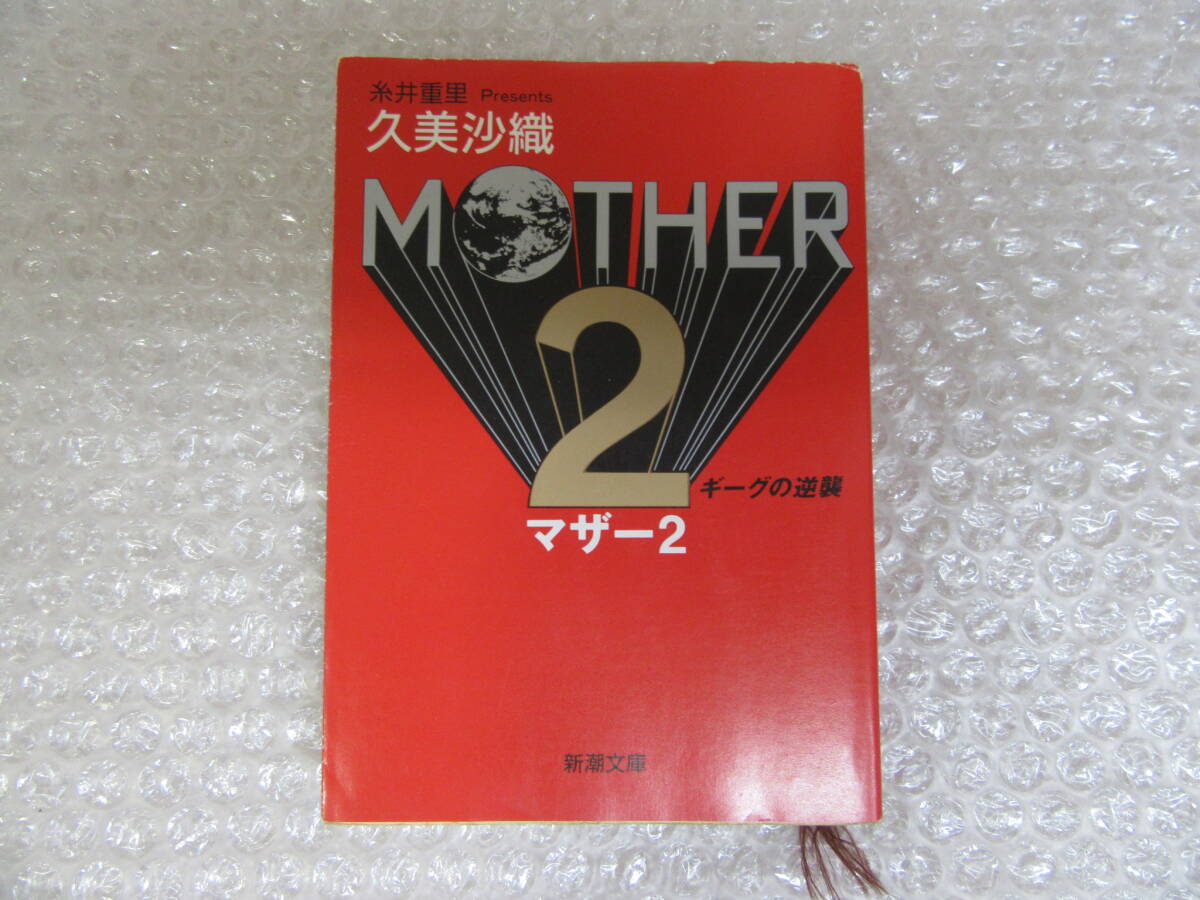 糸井重里 Presents
久美沙織
MOTHER
2
ギーグの逆襲
マザー2
新潮文庫